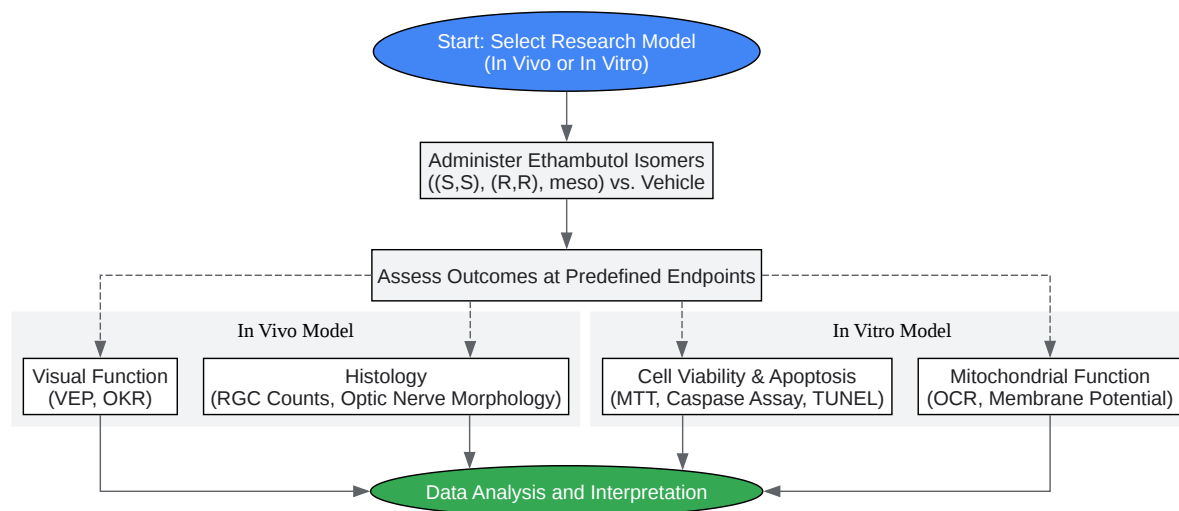 Start: Select Research Model
(In Vivo or In Vitro)
Administer Ethambutol Isomers
((S,S), (R,R), meso) vs. Vehicle
Assess Outcomes at Predefined Endpoints
In Vivo Model
In Vitro Model
Visual Function
(VEP, OKR)
Histology
(RGC Counts, Optic Nerve Morphology)
Cell Viability & Apoptosis
(MTT, Caspase Assay, TUNEL)
Mitochondrial Function
(OCR, Membrane Potential)
Data Analysis and Interpretation